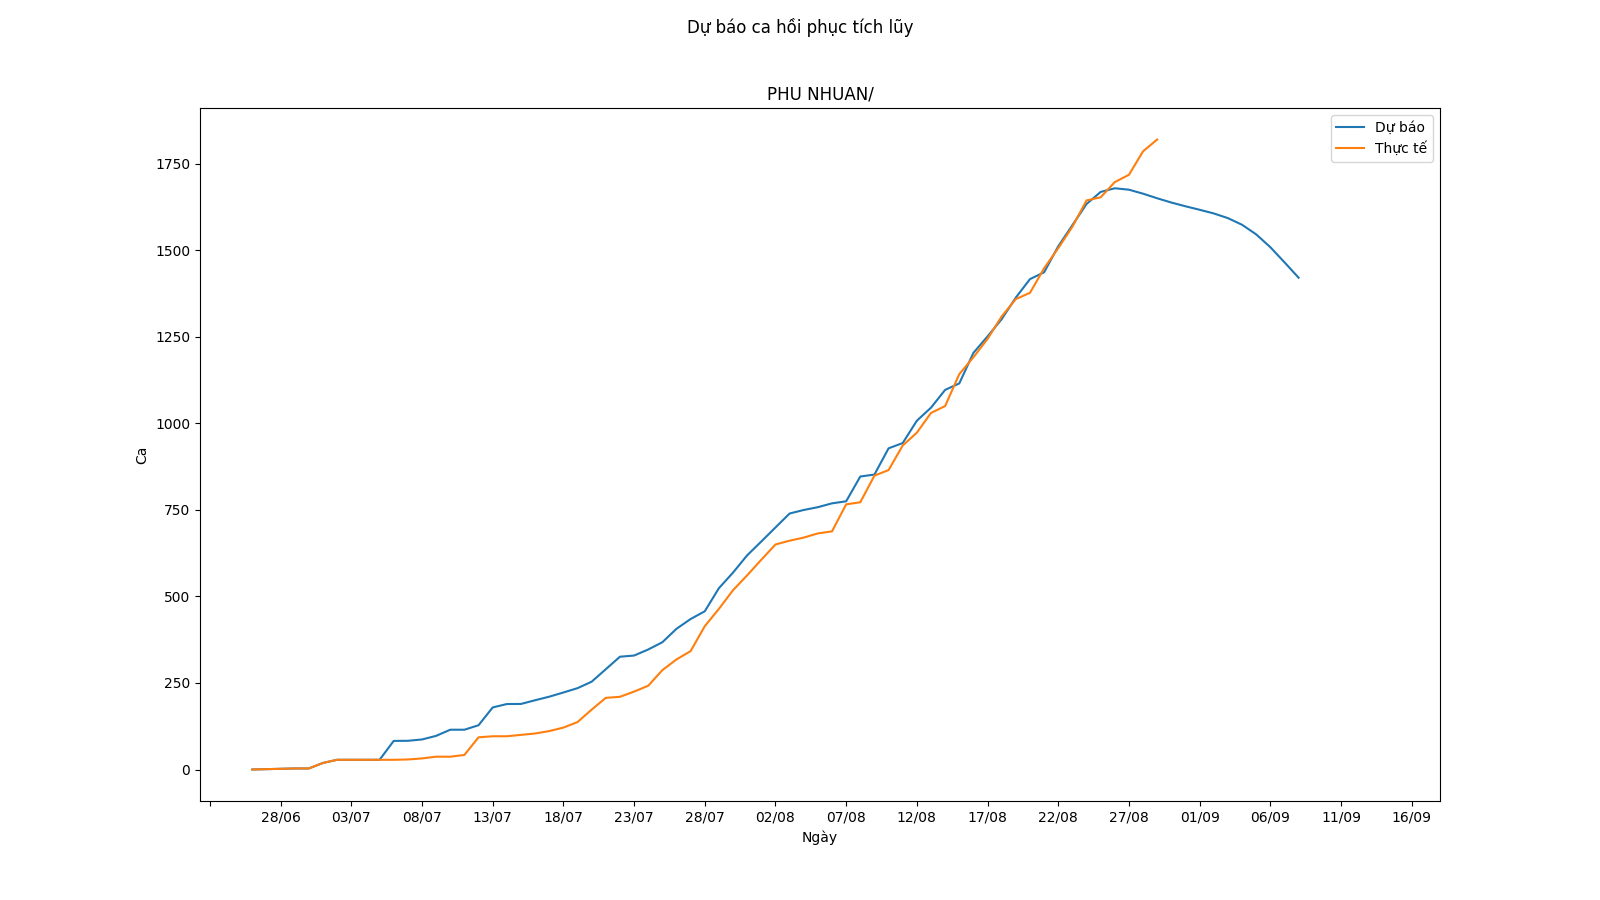 Dự báo ca hồi phục tích lũy
PHU NHUAN/
Dự báo
Thực tế
1750
1500
1250
1000
750
500
250
0
Ca
28/06 03/07 08/07 13/07 18/07 23/07 28/07 02/08 07/08 12/08 17/08 22/08 27/08 01/09 06/09 11/09 16/09
Ngày